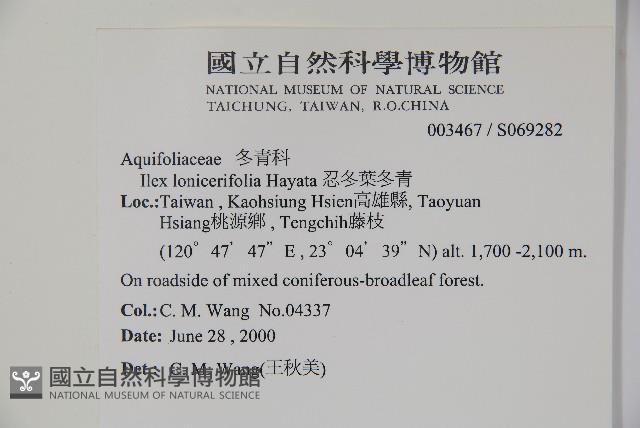 國立自然科學博物館
NATIONAL MUSEUM OF NATURAL SCIENCE
TAICHUNG, TAIWAN, R.O.CHINA
003467 / S069282
Aquifoliaceae 冬青科
Ilex lonicerifolia Hayata 忍冬葉冬青
Loc.:Taiwan , Kaohsiung Hsien高雄縣, Taoyuan
Hsiang桃源鄉 , Tengchih藤枝
(120° 47’ 47” E , 23° 04’ 39” N) alt. 1,700 -2,100 m.
On roadside of mixed coniferous-broadleaf forest.
Col.: C. M. Wang No.04337
Date: June 28 , 2000
Det.: C. M. Wang(王秋美)
國立自然科學博物館
NATIONAL MUSEUM OF NATURAL SCIENCE